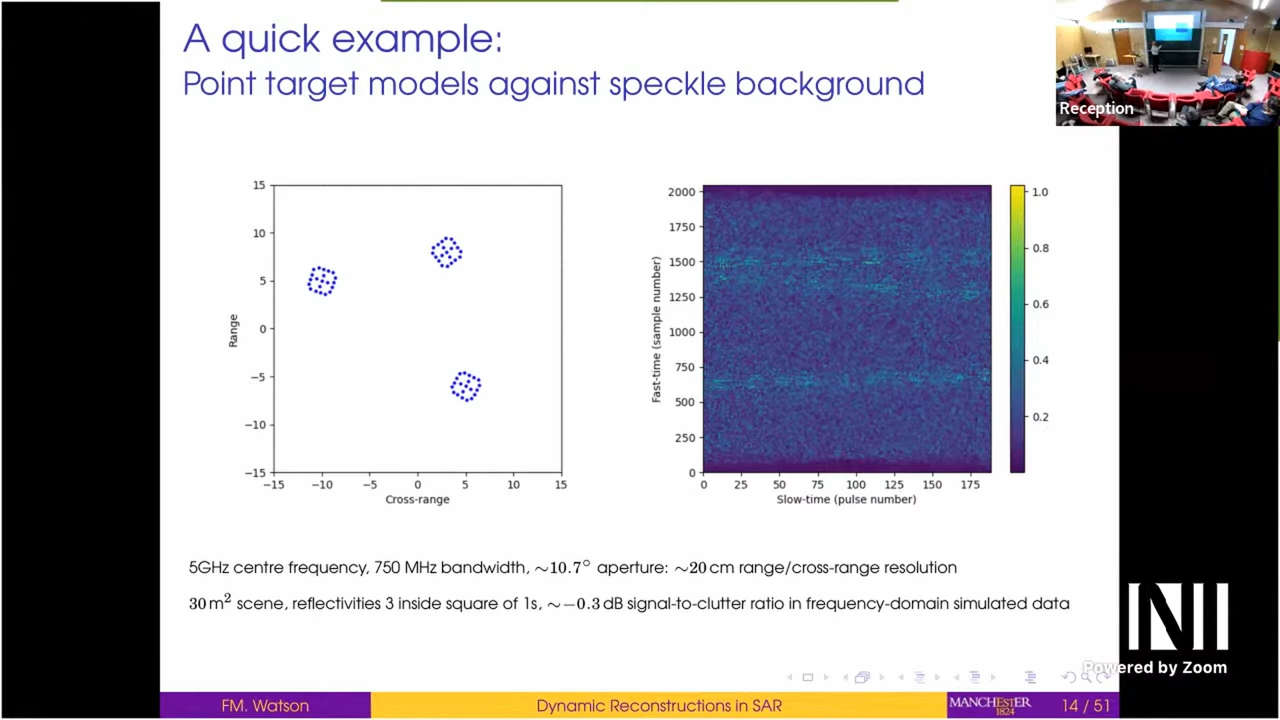 A quick example:
Point target models against speckle background
Reception
15
10
5
0
−5
−10
−15
Range
−15
−10
−5
0
5
10
15
Cross-range
2000
1750
1500
1250
1000
750
500
250
0
Fast-time (sample number)
0
25
50
75
100
125
150
175
Slow-time (pulse number)
1.0
0.8
0.6
0.4
0.2
5GHz centre frequency, 750 MHz bandwidth, ∼10.7° aperture: ∼20 cm range/cross-range resolution
30 m² scene, reflectivities 3 inside square of 1s, ∼−0.3 dB signal-to-clutter ratio in frequency-domain simulated data
NI
Powered by Zoom
FM. Watson
Dynamic Reconstructions in SAR
MANCHESTER
1824
14 / 51